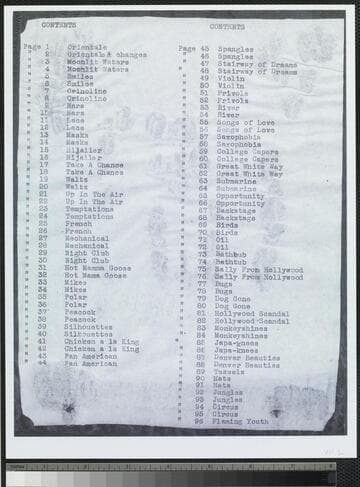 CONTENTS
Page 1 Orientale
" 2 Orientale changes
" 3 Moonlit Waters
" 4 Moonlit Waters
" 5 Smiles
" 6 Smiles
" 7 Crinoline
" 8 Crinoline
" 9 Mars
" 10 Mars
" 11 Lace
" 12 Lace
" 13 Masks
" 14 Masks
" 15 Hijaller
" 16 Hijaller
" 17 Take A Chance
" 18 Take A Chance
" 19 Waltz
" 20 Waltz
" 21 Up In The Air
" 22 Up In The Air
" 23 Temptations
" 24 Temptations
" 25 French
" 26 French
" 27 Mechanical
" 28 Mechanical
" 29 Night Club
" 30 Night Club
" 31 Hot Mamma Goose
" 32 Hot Mamma Goose
" 33 Mikes
" 34 Mikes
" 35 Polar
" 36 Polar
" 37 Peacock
" 38 Peacock
" 39 Silhouettes
" 40 Silhouettes
" 41 Chicken a la King
" 42 Chicken a la King
" 43 Pan American
" 44 Pan American
CONTENTS
Page 45 Spangles
" 46 Spangles
" 47 Stairway of Dreams
" 48 Stairway of Dreams
" 49 Violin
" 50 Violin
" 51 Frivols
" 52 Frivols
" 53 River
" 54 River
" 55 Songs of Love
" 56 Songs of Love
" 57 Saxophobia
" 58 Saxophobia
" 59 College Capers
" 60 College Capers
" 61 Great White Way
" 62 Great White Way
" 63 Submarine
" 64 Submarine
" 65 Opportunity
" 66 Opportunity
" 67 Backstage
" 68 Backstage
" 69 Birds
" 70 Birds
" 71 Oil
" 72 Oil
" 73 Bathtub
" 74 Bathtub
" 75 Sally From Hollywood
" 76 Sally From Hollywood
" 77 Bugs
" 78 Bugs
" 79 Dog Gone
" 80 Dog Gone
" 81 Hollywood Scandal
" 82 Hollywood Scandal
" 83 Monkeyshines
" 84 Monkeyshines
" 85 Japa-kness
" 86 Japa-kness
" 87 Denver Beauties
" 88 Denver Beauties
" 89 Tassels
" 90 Hats
" 91 Hats
" 92 Jungles
" 93 Jungles
" 94 Circus
" 95 Circus
" 96 Flaming Youth